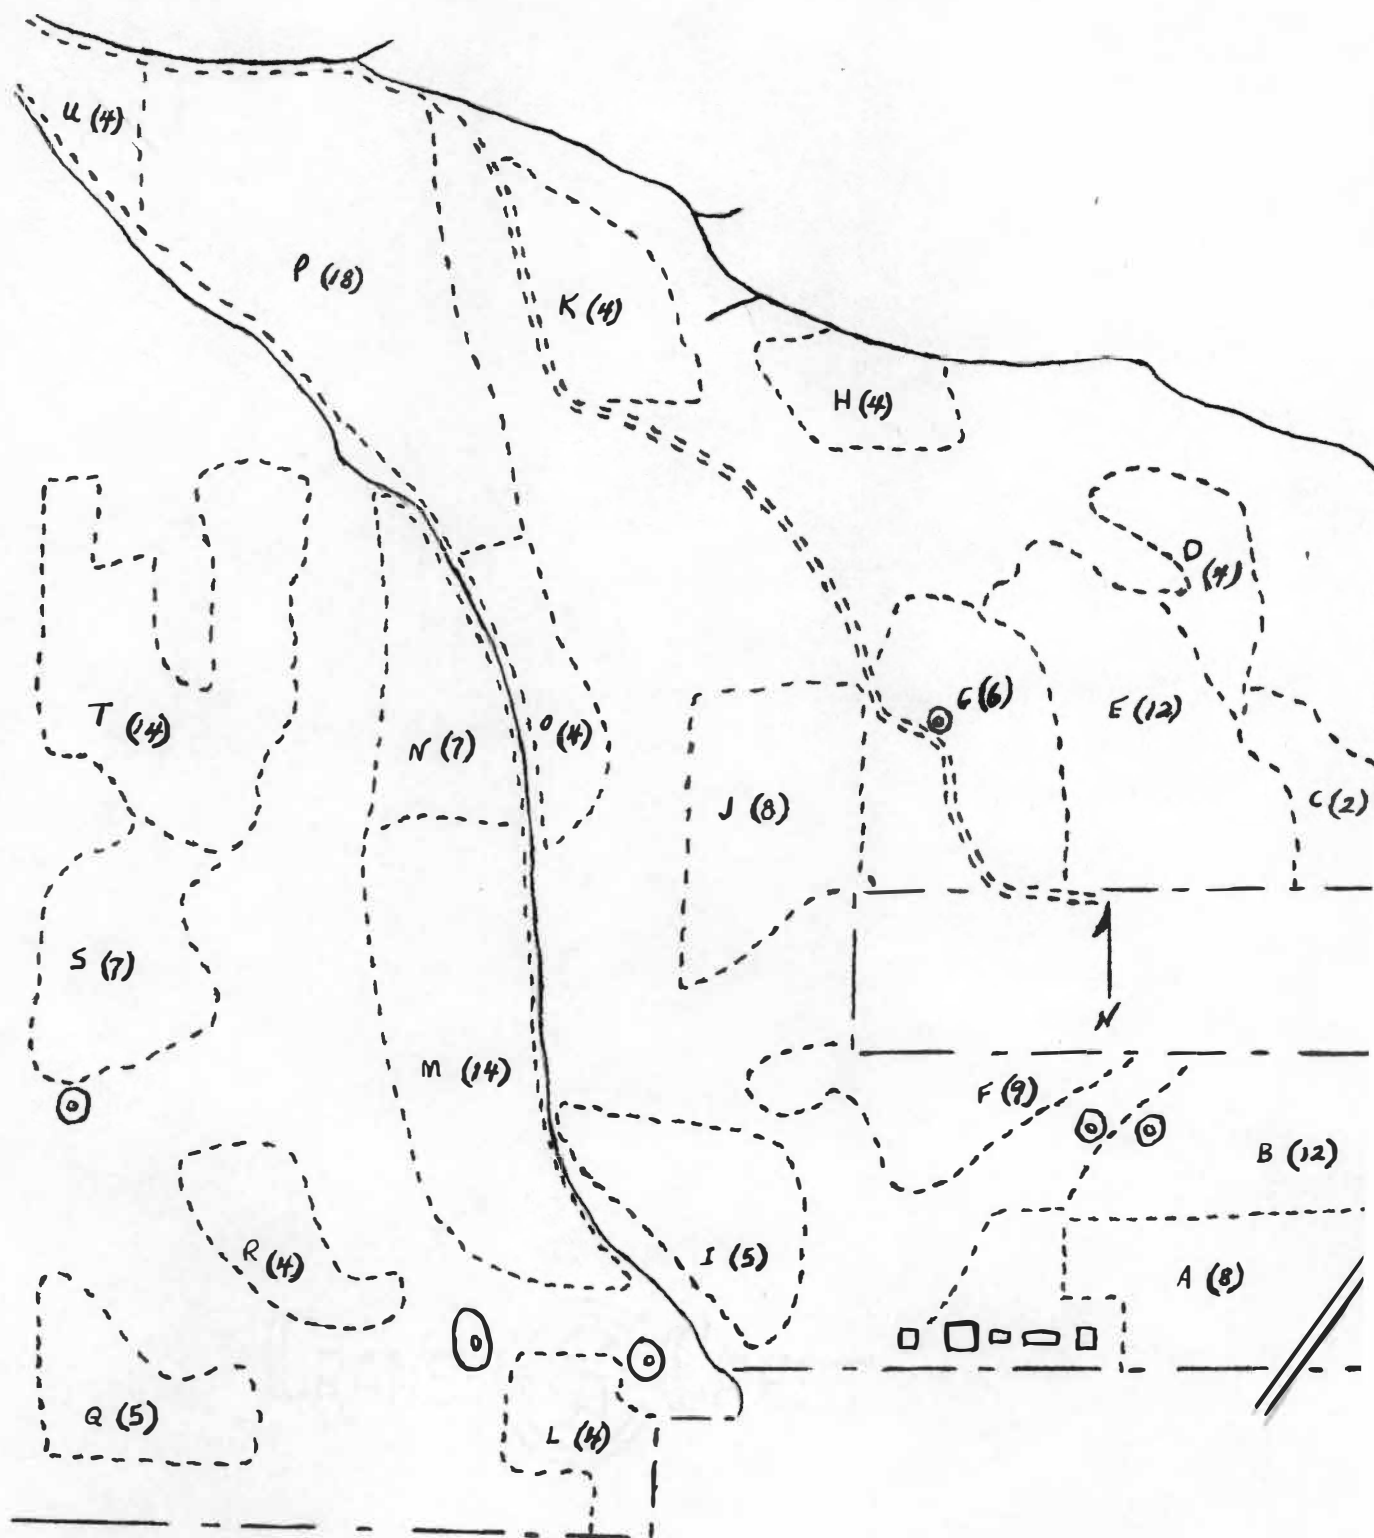 U (4)
P (18)
K (4)
H (4)
D (4)
G (6)
E (12)
T (14)
N (7)
O (4)
J (8)
C (2)
S (7)
M (14)
N
F (9)
B (12)
R (4)
I (5)
A (8)
Q (5)
L (4)